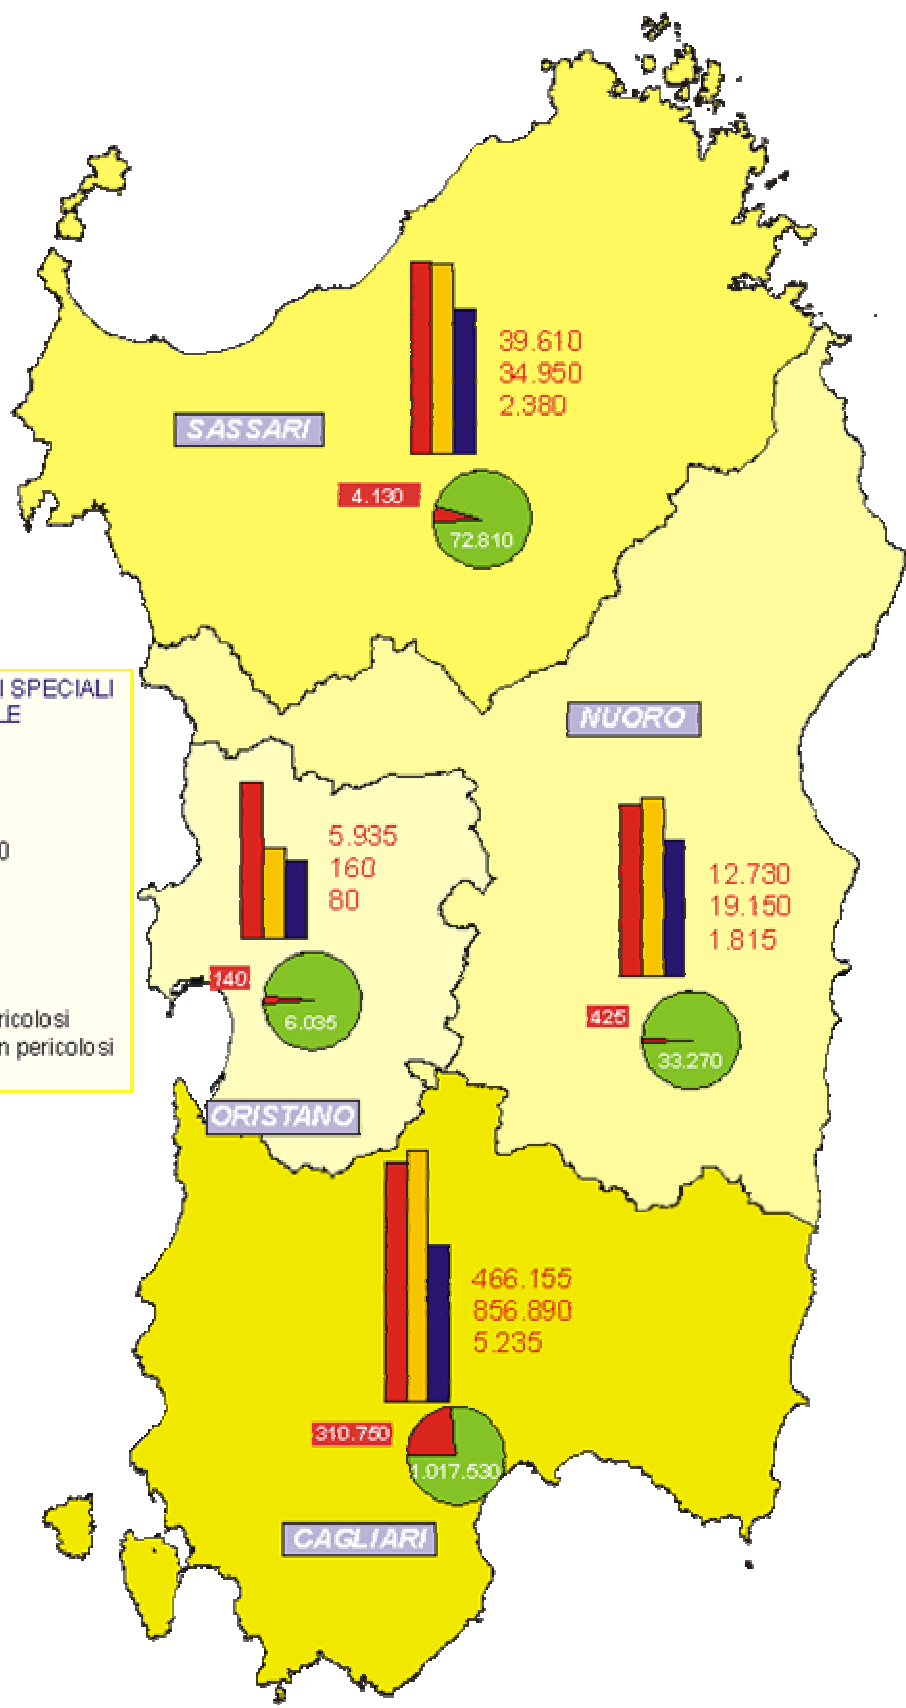 39.610
34.950
2.380
SASSARI
4.130
72.810
I SPECIALI
LE
NUORO
0
5.935
160
80
12.730
19.150
1.815
140
6.035
425
33.270
ricolosi
n pericolosi
ORISTANO
466.155
856.890
5.235
310.750
1.017.530
CAGLIARI